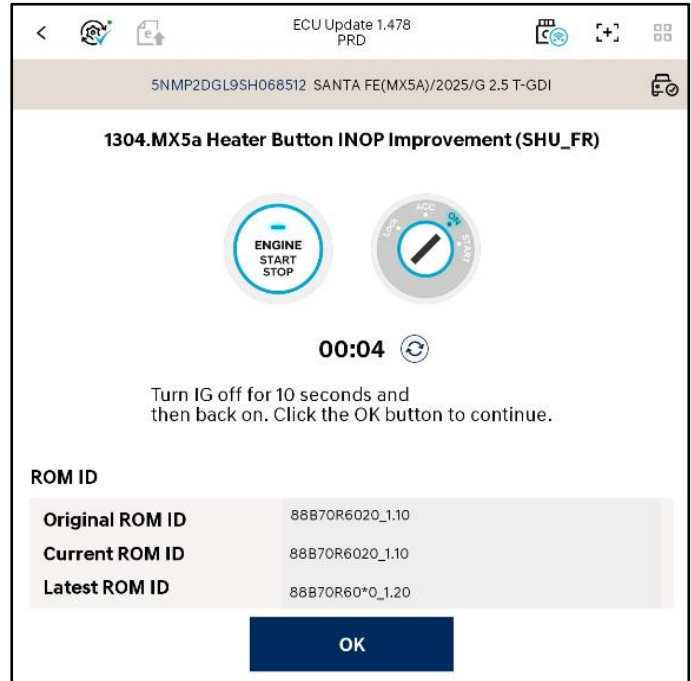 ECU Update 1.478
PRD
5NMP2DGL9SH068512 SANTA FE(MX5A)/2025/G 2.5 T-GDI
1304.MX5a Heater Button INOP Improvement (SHU_FR)
ENGINE
START
STOP
Lock
ACC
ON
START
00:04
Turn IG off for 10 seconds and
then back on. Click the OK button to continue.
ROM ID
Original ROM ID 88B70R6020_1.10
Current ROM ID 88B70R6020_1.10
Latest ROM ID 88B70R60*0_1.20
OK